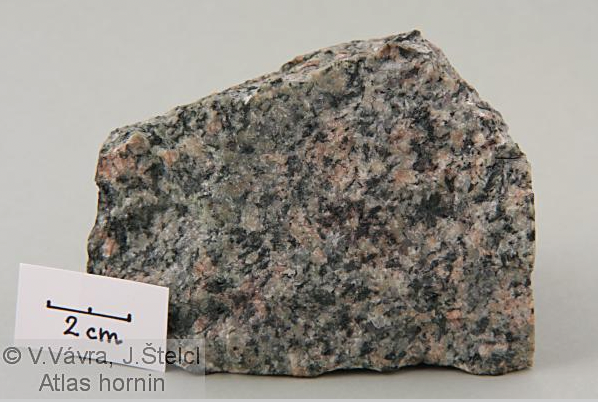 2 cm
© V.Vávra, J.Štelcl
Atlas hornin